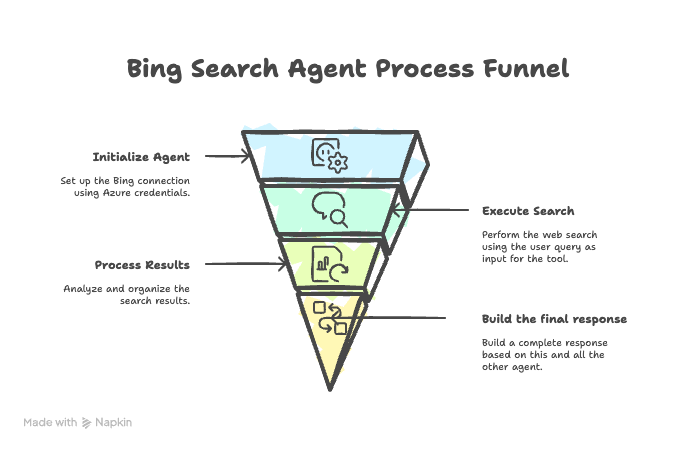 Bing Search Agent Process Funnel
Initialize Agent
Set up the Bing connection
using Azure credentials.
Execute Search
Perform the web search
using the user query as
input for the tool.
Process Results
Analyze and organize the
search results.
Build the final response
Build a complete response
based on this and all the
other agent.
Made with Napkin